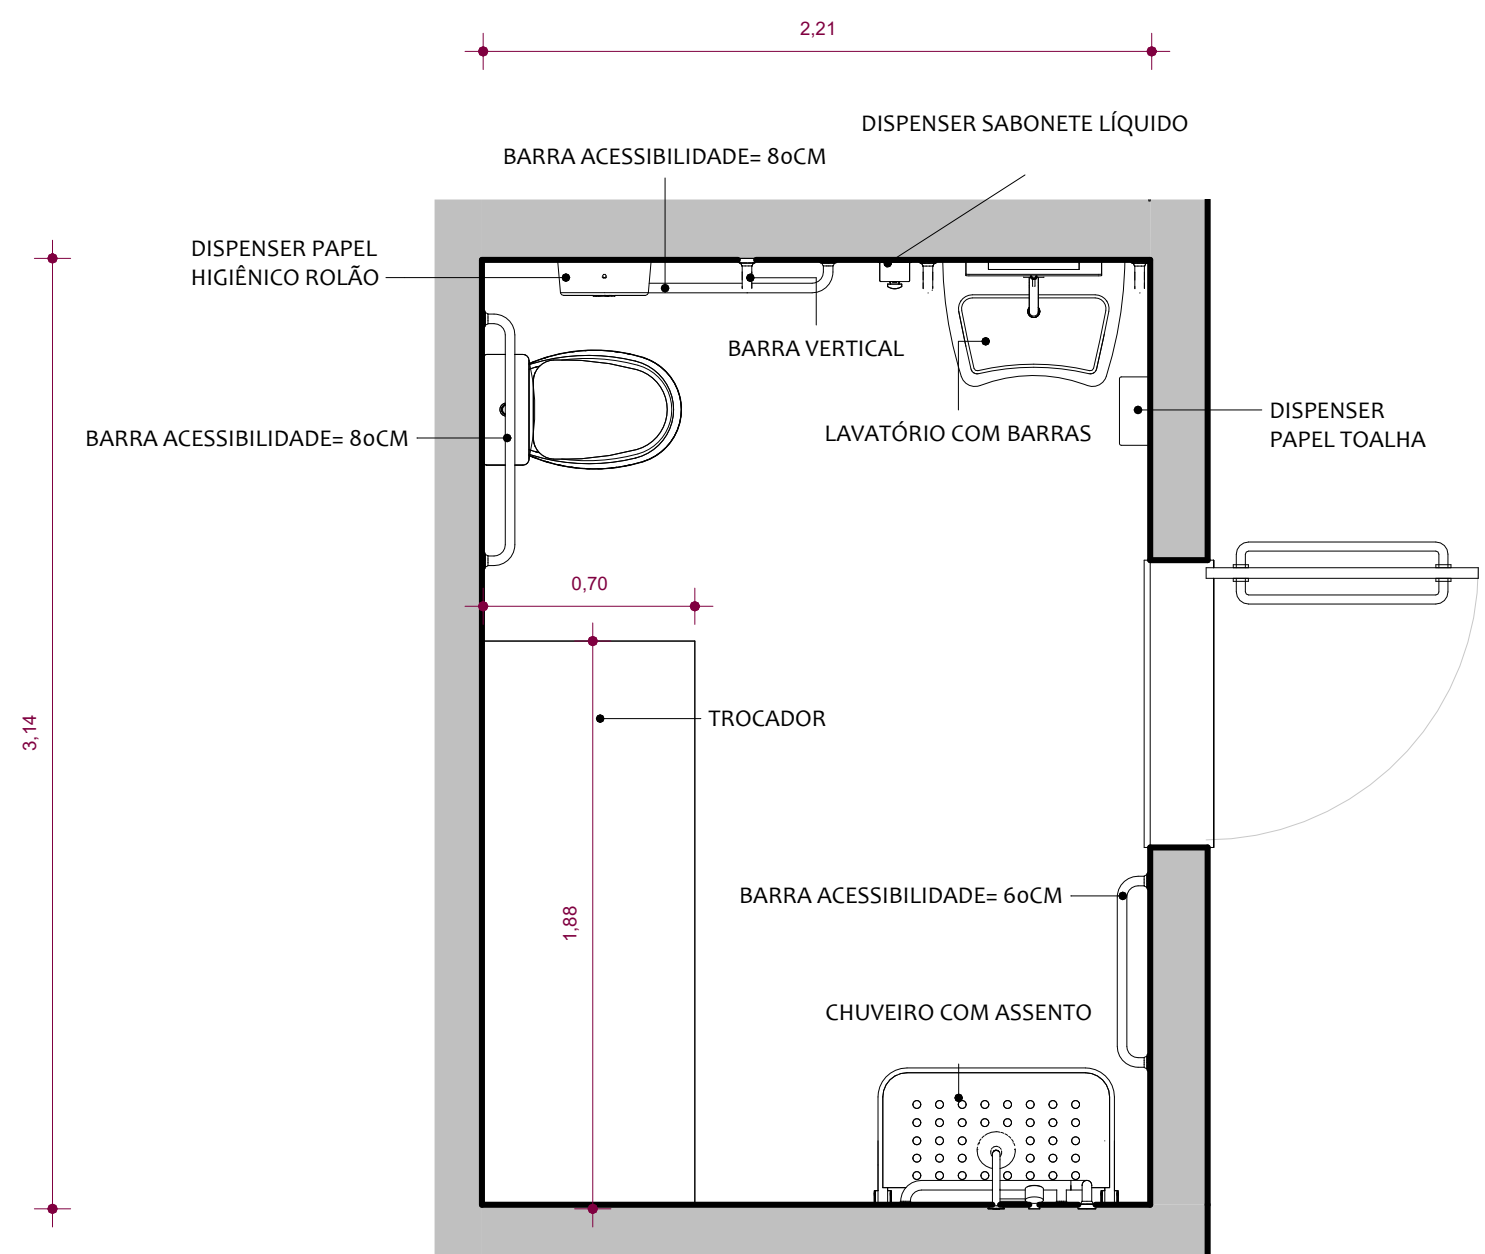 2,21
DISPENSER SABONETE LÍQUIDO
BARRA ACESSIBILIDADE= 80CM
DISPENSER PAPEL
HIGIÊNICO ROLÃO
BARRA VERTICAL
DISPENSER
PAPEL TOALHA
LAVATÓRIO COM BARRAS
BARRA ACESSIBILIDADE= 80CM
0,70
3,14
TROCADOR
1,88
BARRA ACESSIBILIDADE= 60CM
CHUVEIRO COM ASSENTO